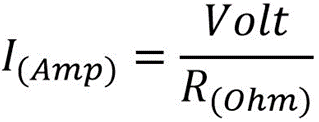 I(Amp) = Volt / R(Ohm)